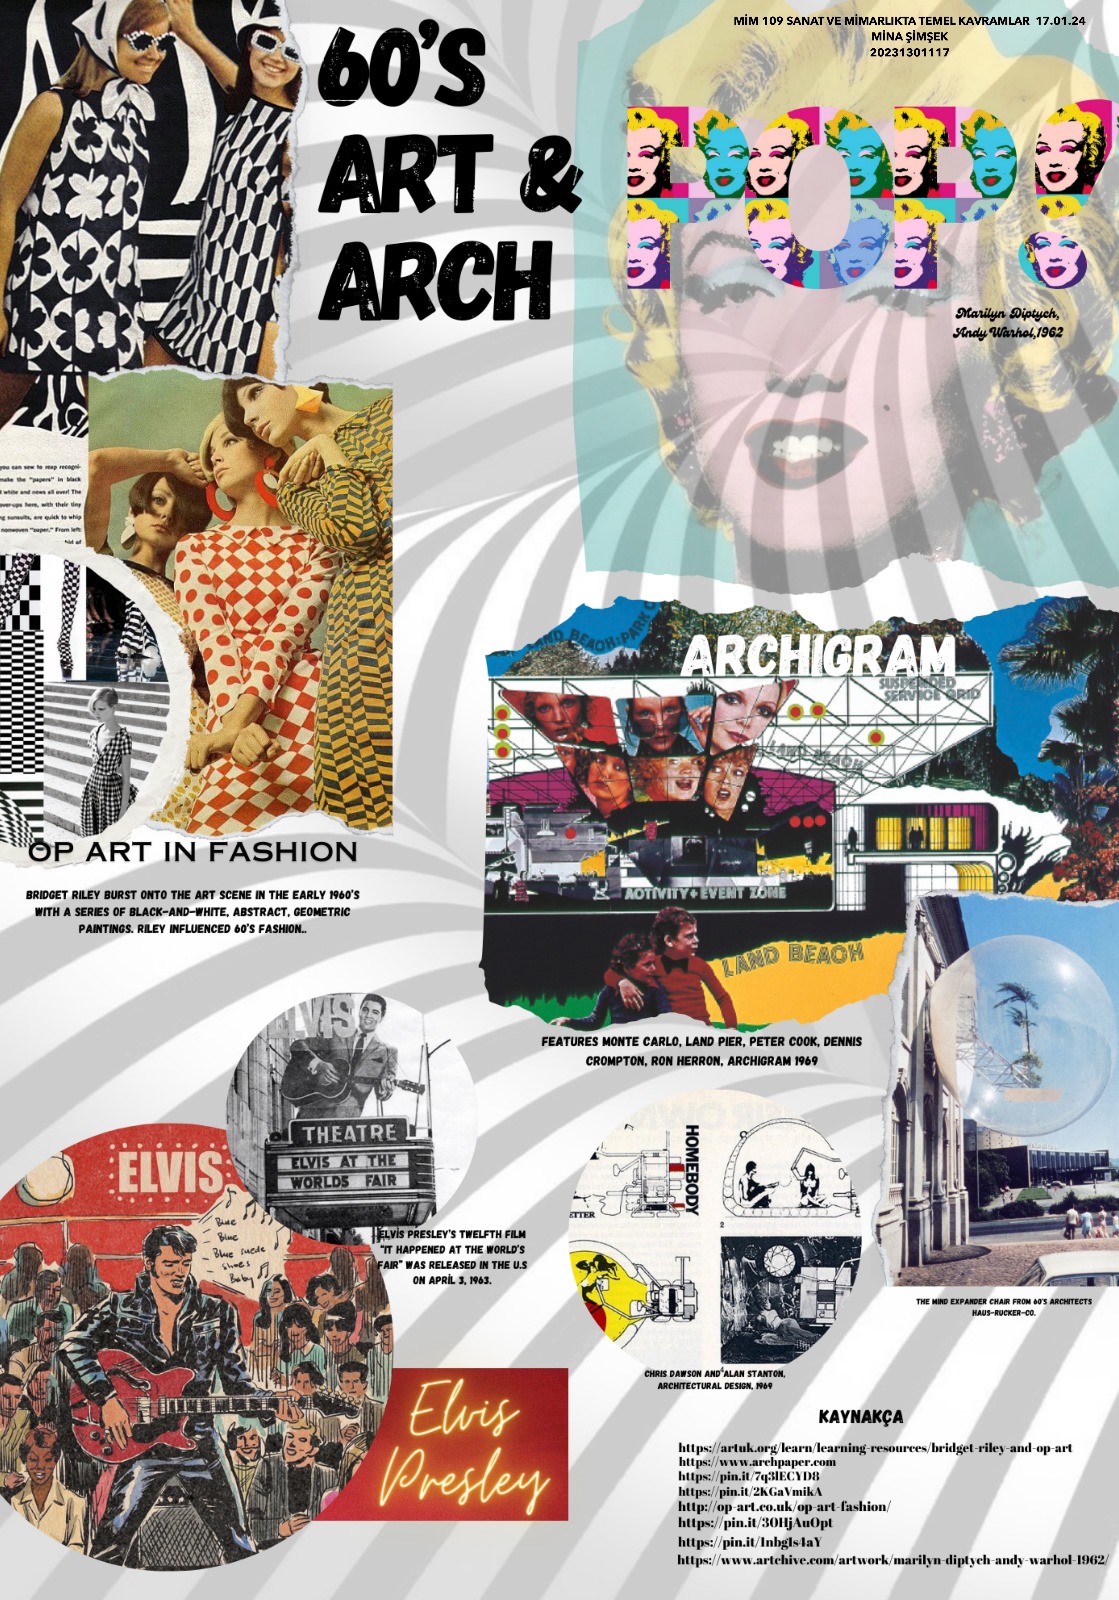 MİM 109 SANAT VE MİMARLIKTA TEMEL KAVRAMLAR 17.01.24
MİNA ŞİMŞEK
20231301117
60'S
ART &
ARCH
POP!
Marilyn Diptych,
Andy Warhol,1962
you can sew to reap recogni-
make the "papers" in black
white and news all over! The
over-ups here, with their tiny
ng sunsuits, are quick to whip
nonwoven "paper." From left:
OP ART IN FASHION
BRIDGET RILEY BURST ONTO THE ART SCENE IN THE EARLY 1960'S
WITH A SERIES OF BLACK-AND-WHITE, ABSTRACT, GEOMETRIC
PAINTINGS. RILEY INFLUENCED 60'S FASHION..
LAND BEACH:PARK
ARCHIGRAM
SUSPENDED
SERVICE GRID
LAND BEACH
ACTIVITY+EVENT ZONE
LAND BEACH
FEATURES MONTE CARLO, LAND PIER, PETER COOK, DENNIS
CROMPTON, RON HERRON, ARCHIGRAM 1969
ELVIS
THEATRE
ELVIS AT THE
WORLDS FAIR
ELVİS PRESLEY'S TWELFTH FILM
"IT HAPPENED AT THE WORLD'S
FAIR" WAS RELEASED IN THE U.S
ON APRİL 3, 1963.
ELVIS
Blue
Blue
Blue suede
shoes
Baby
Elvis
Presley
HOMEBODY
ETTER
2
4
CHRIS DAWSON AND ALAN STANTON,
ARCHITECTURAL DESIGN, 1969
THE MIND EXPANDER CHAIR FROM 60'S ARCHITECTS
HAUS-RUCKER-CO.
KAYNAKÇA
https://artuk.org/learn/learning-resources/bridget-riley-and-op-art
https://www.archpaper.com
https://pin.it/7q3lECYD8
https://pin.it/2KGaVmikA
http://op-art.co.uk/op-art-fashion/
https://pin.it/30HjAuOpt
https://pin.it/1nbgIs4aY
https://www.artchive.com/artwork/marilyn-diptych-andy-warhol-1962/